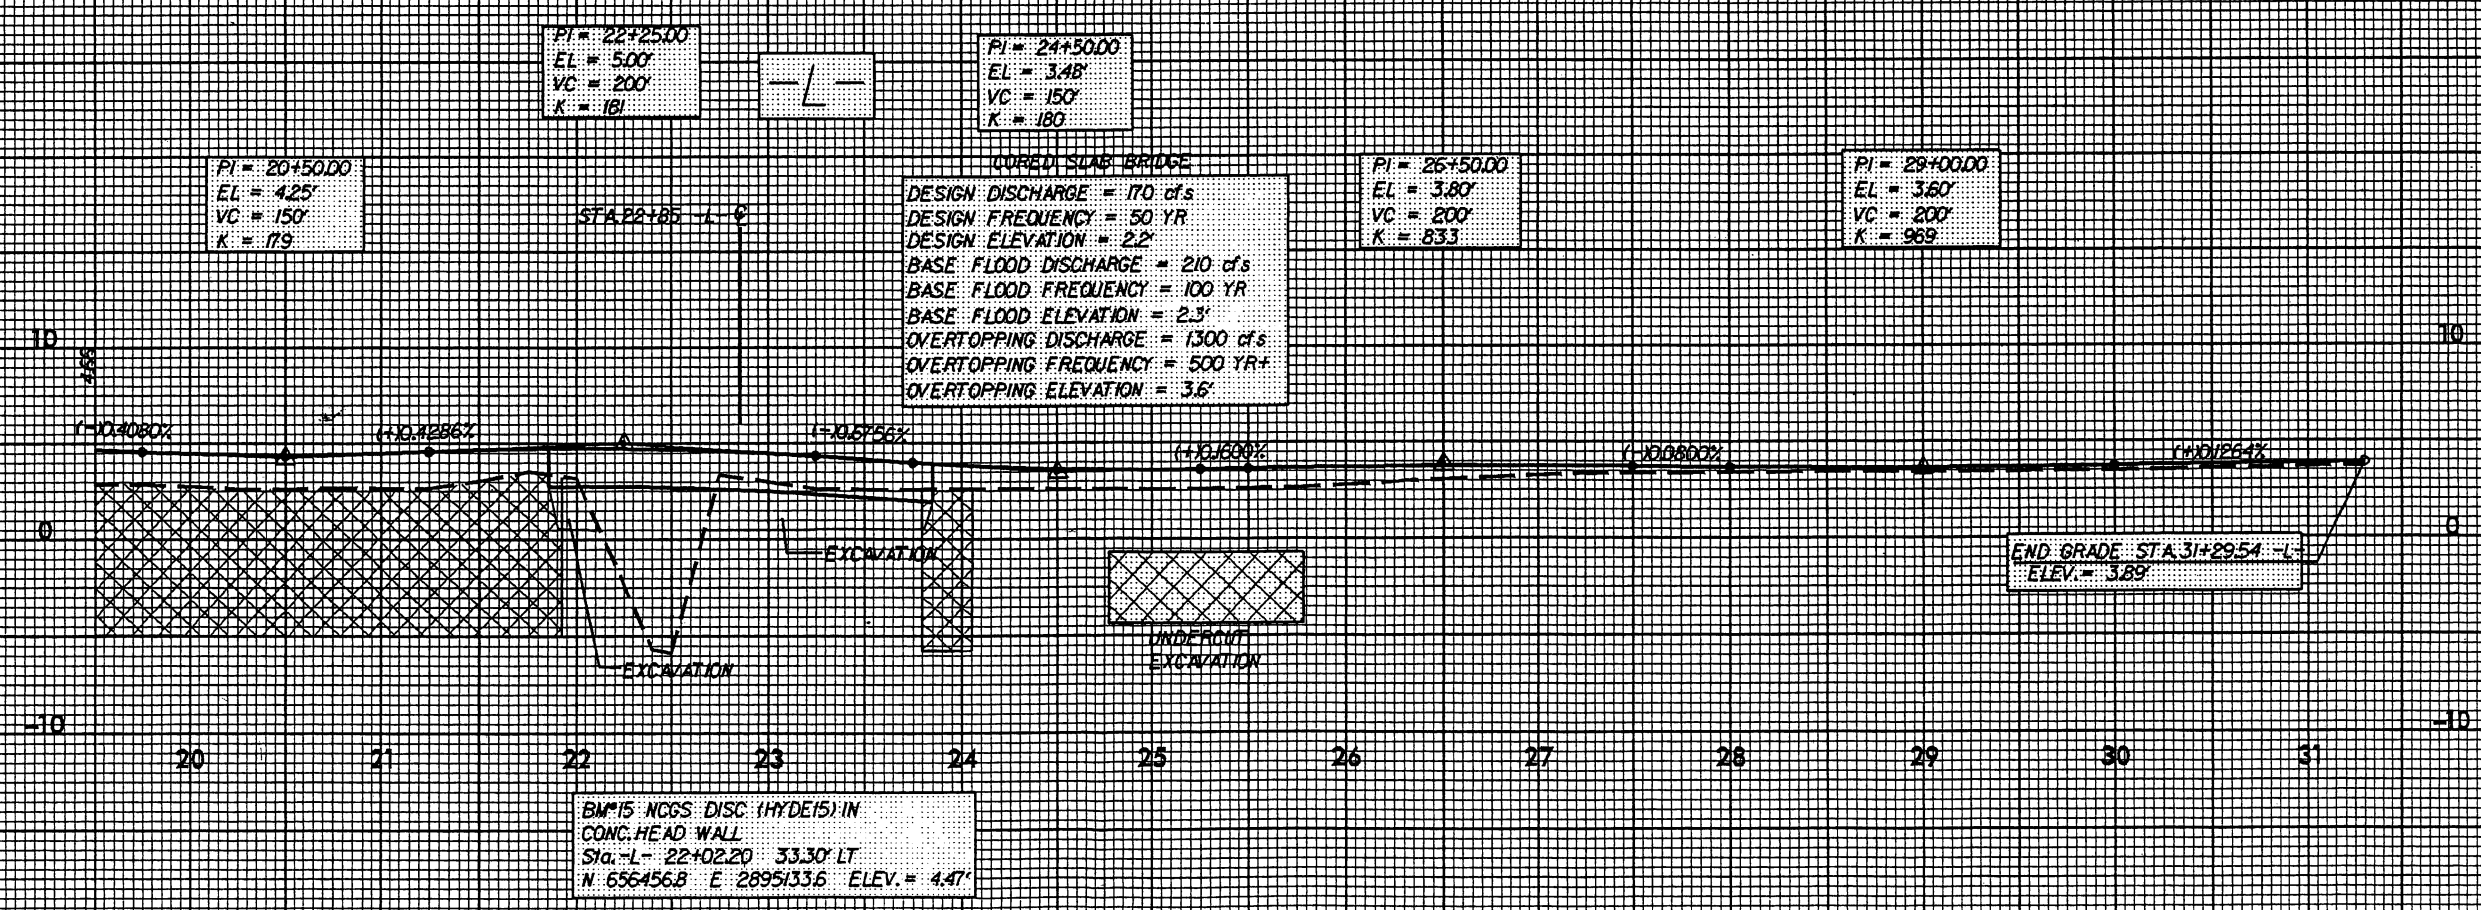 PI = 22+25.00
EL = 5.00'
VC = 200'
K = 181
-L-
PI = 24+50.00
EL = 3.48'
VC = 150'
K = 180
PI = 20+50.00
EL = 4.25'
VC = 150'
K = 179
STA. 22+85 -L- ℄
CORED SLAB BRIDGE
DESIGN DISCHARGE = 170 cfs
DESIGN FREQUENCY = 50 YR
DESIGN ELEVATION = 2.2'
BASE FLOOD DISCHARGE = 210 cfs
BASE FLOOD FREQUENCY = 100 YR
BASE FLOOD ELEVATION = 2.3'
OVERTOPPING DISCHARGE = 1300 cfs
OVERTOPPING FREQUENCY = 500 YR+
OVERTOPPING ELEVATION = 3.6'
PI = 26+50.00
EL = 3.80'
VC = 200'
K = 833
PI = 29+00.00
EL = 3.60'
VC = 200'
K = 969
10
10
4.66
(-)0.4080%
(+)0.4286%
(-)0.6756%
(+)0.1600%
(-)0.0800%
(+)0.1264%
0
0
EXCAVATION
EXCAVATION
UNDERCUT
EXCAVATION
END GRADE STA. 31+29.54 -L-
ELEV. = 3.89'
-10
-10
20 21 22 23 24 25 26 27 28 29 30 31
BM#15 NCGS DISC (HYDE15) IN
CONC. HEAD WALL
Sta. -L- 22+02.20 33.30' LT
N 656456.8 E 2895133.6 ELEV. = 4.47'